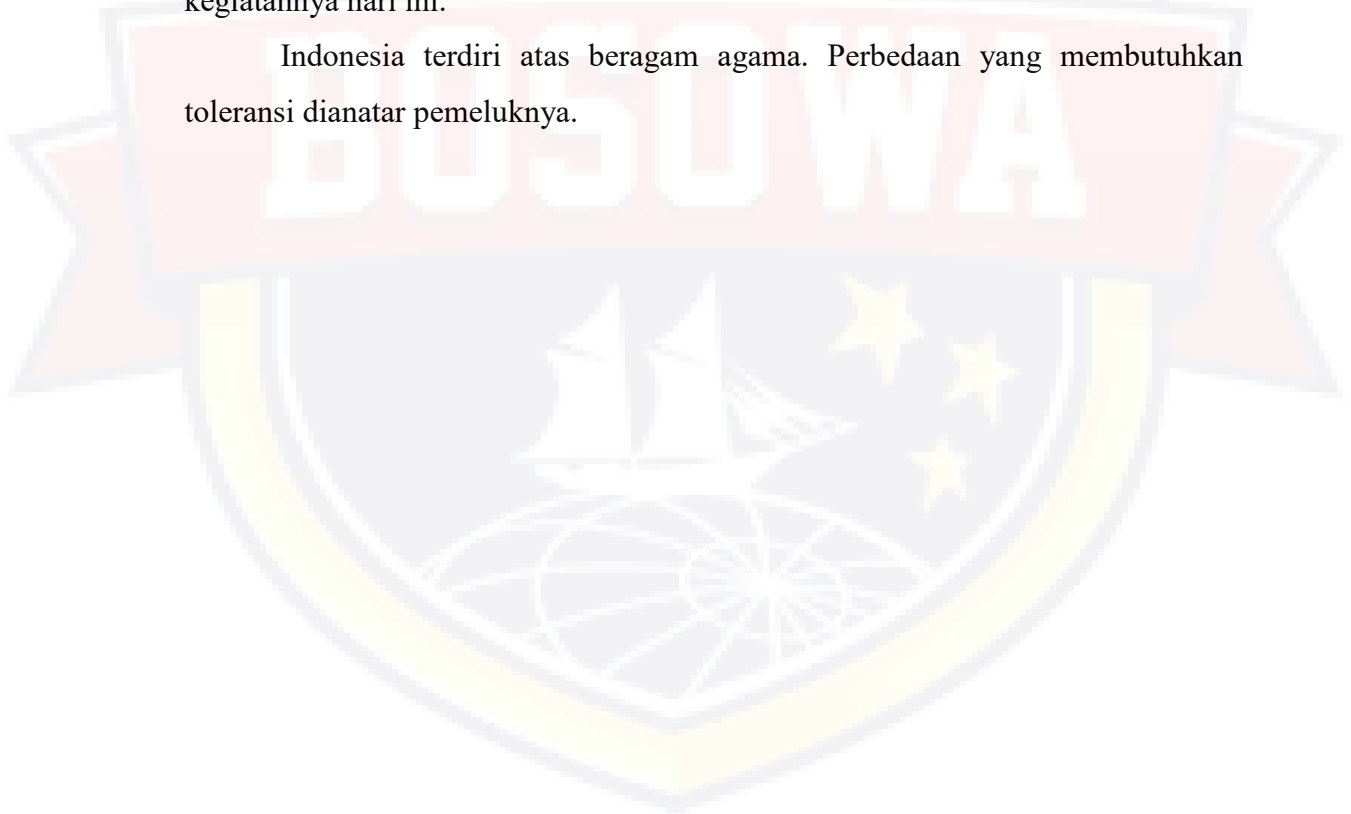 kegiatannya hari ini.
Indonesia terdiri atas beragam agama. Perbedaan yang membutuhkan
toleransi dianatar pemeluknya.
BOSOWA